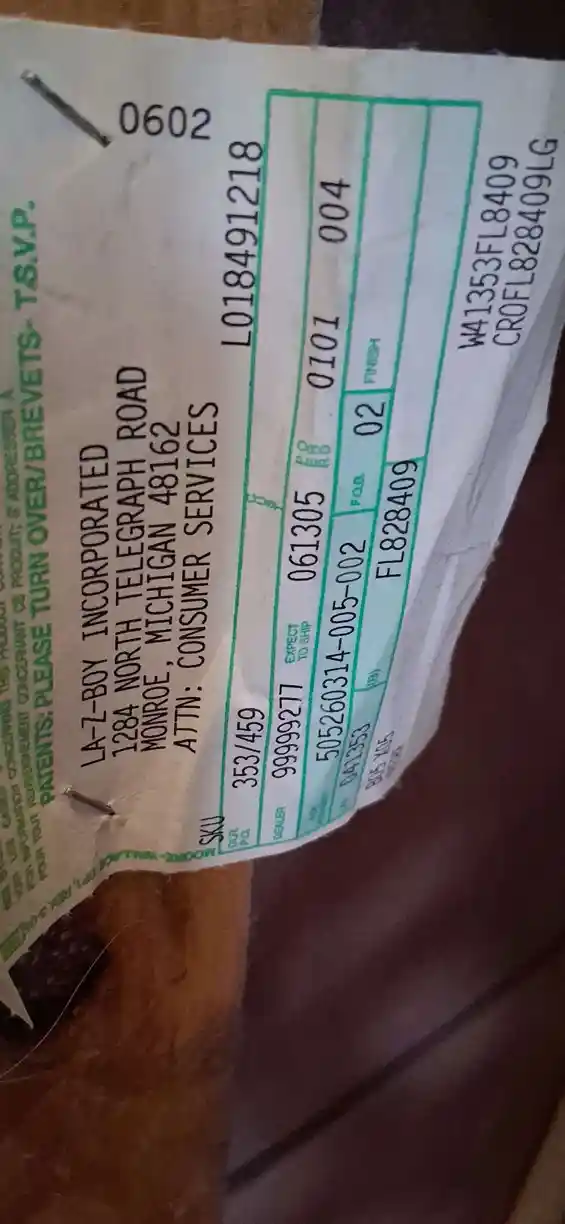 PATENTS: PLEASE TURN OVER/BREVETS- T.S.V.P.
0602
LA-Z-BOY INCORPORATED
1284 NORTH TELEGRAPH ROAD
MONROE, MICHIGAN 48162
ATTN: CONSUMER SERVICES
SKU L018491218
353/459
DEALER 99999277 EXPECT TO SHIP 061305 0101 004
505260314-005-002 F.O.B. 02 FINISH
041353 FL828409
W41353FL8409
CR0FL828409LG